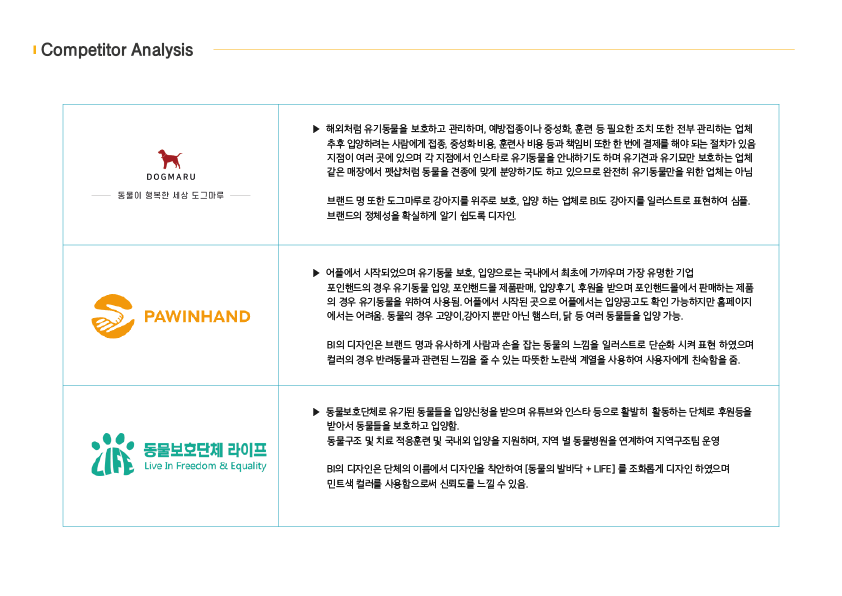 Competitor Analysis
DOGMARU
동물이 행복한 세상 도그마루
▶ 해외처럼 유기동물을 보호하고 관리하며, 예방접종이나 중성화, 훈련 등 필요한 조치 또한 전부 관리하는 업체
추후 입양하려는 사람에게 접종, 중성화 비용, 훈련사 비용 등과 책임비 또한 한 번에 결제를 해야 되는 절차가 있음
지점이 여러 곳에 있으며 각 지점에서 인스타로 유기동물을 안내하기도 하며 유기견과 유기묘만 보호하는 업체
같은 매장에서 펫샵처럼 동물을 견종에 맞게 분양하기도 하고 있으므로 완전히 유기동물만을 위한 업체는 아님
브랜드 명 또한 도그마루로 강아지를 위주로 보호, 입양 하는 업체로 BI도 강아지를 일러스트로 표현하여 심플.
브랜드의 정체성을 확실하게 알기 쉽도록 디자인.
PAWINHAND
▶ 어플에서 시작되었으며 유기동물 보호, 입양으로는 국내에서 최초에 가까우며 가장 유명한 기업
포인핸드의 경우 유기동물 입양, 포인핸드몰 제품판매, 입양후기, 후원을 받으며 포인핸드몰에서 판매하는 제품
의 경우 유기동물을 위하여 사용됨. 어플에서 시작된 곳으로 어플에서는 입양공고도 확인 가능하지만 홈페이지
에서는 어려움. 동물의 경우 고양이,강아지 뿐만 아닌 햄스터, 닭 등 여러 동물들을 입양 가능.
BI의 디자인은 브랜드 명과 유사하게 사람과 손을 잡는 동물의 느낌을 일러스트로 단순화 시켜 표현 하였으며
컬러의 경우 반려동물과 관련된 느낌을 줄 수 있는 따뜻한 노란색 계열을 사용하여 사용자에게 친숙함을 줌.
LIFE
동물보호단체 라이프
Live In Freedom & Equality
▶ 동물보호단체로 유기된 동물들을 입양신청을 받으며 유튜브와 인스타 등으로 활발히 활동하는 단체로 후원등을
받아서 동물들을 보호하고 입양함.
동물구조 및 치료 적응훈련 및 국내외 입양을 지원하며, 지역 별 동물병원을 연계하여 지역구조팀 운영
BI의 디자인은 단체의 이름에서 디자인을 착안하여 [동물의 발바닥 + LIFE] 를 조화롭게 디자인 하였으며
민트색 컬러를 사용함으로써 신뢰도를 느낄 수 있음.